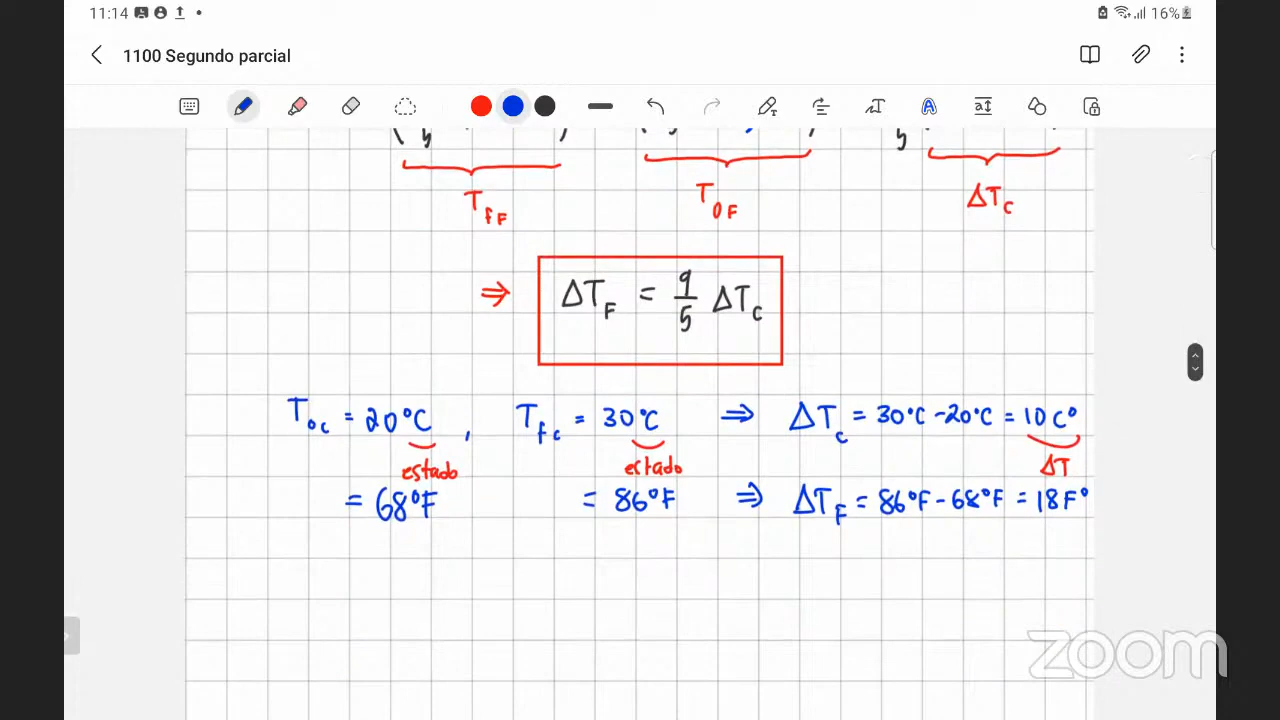 11:14 16%
1100 Segundo parcial
T_fF T_0F ΔT_C
⇒ ΔT_F = 9/5 ΔT_C
T_0C = 20°C , T_fC = 30°C ⇒ ΔT_C = 30°C - 20°C = 10 C°
estado estado ΔT
= 68°F = 86°F ⇒ ΔT_F = 86°F - 68°F = 18F°
zoom